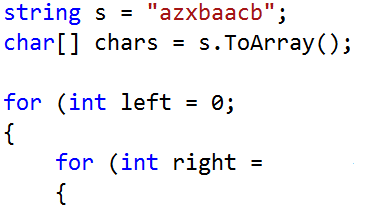 string s = "azxbaacb";
char[] chars = s.ToArray();
for (int left = 0;
{
for (int right =
{